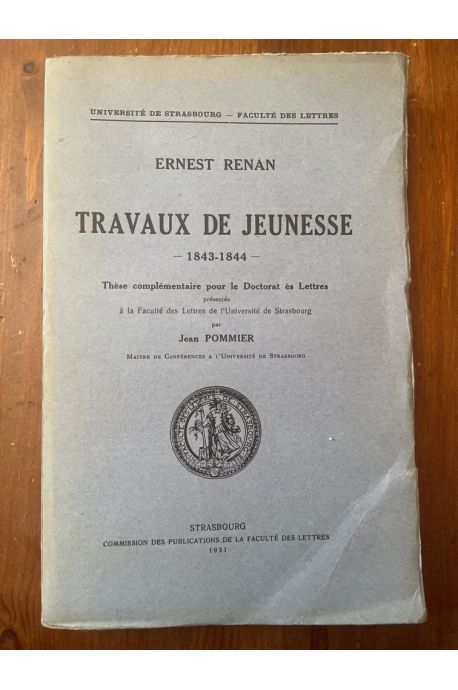 UNIVERSITÉ DE STRASBOURG — FACULTÉ DES LETTRES
ERNEST RENAN
TRAVAUX DE JEUNESSE
— 1843-1844 —
Thèse complémentaire pour le Doctorat ès Lettres
présentée
à la Faculté des Lettres de l'Université de Strasbourg
par
Jean POMMIER
MAITRE DE CONFÉRENCES A L'UNIVERSITÉ DE STRASBOURG
STRASBOURG
COMMISSION DES PUBLICATIONS DE LA FACULTÉ DES LETTRES
1931